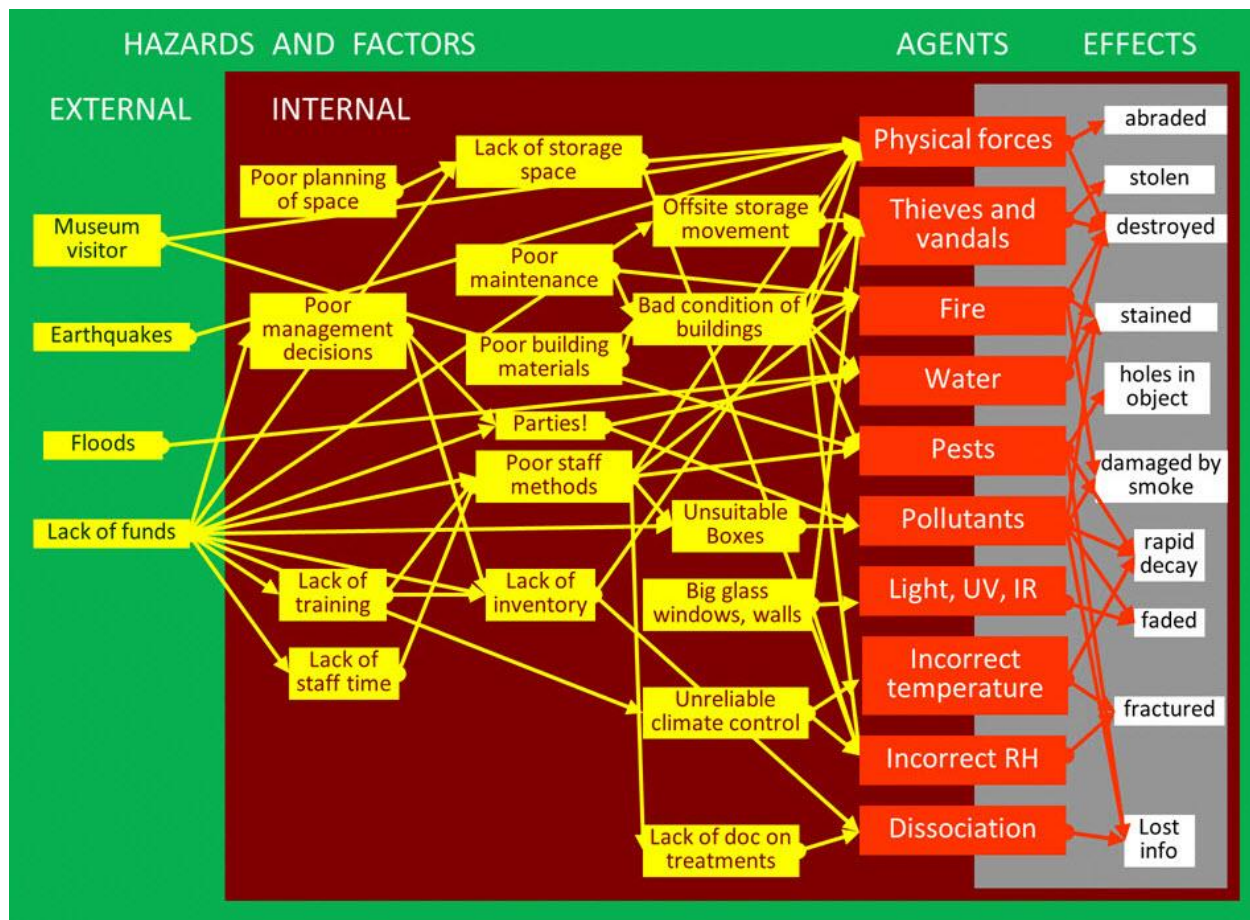 HAZARDS AND FACTORS
AGENTS
EFFECTS
EXTERNAL
INTERNAL
Museum
visitor
Earthquakes
Floods
Lack of funds
Poor planning
of space
Poor
management
decisions
Lack of
training
Lack of
staff time
Lack of storage
space
Poor
maintenance
Poor building
materials
Parties!
Poor staff
methods
Lack of
inventory
Offsite storage
movement
Bad condition of
buildings
Unsuitable
Boxes
Big glass
windows, walls
Unreliable
climate control
Lack of doc on
treatments
Physical forces
Thieves and
vandals
Fire
Water
Pests
Pollutants
Light, UV, IR
Incorrect
temperature
Incorrect RH
Dissociation
abraded
stolen
destroyed
stained
holes in
object
damaged by
smoke
rapid
decay
faded
fractured
Lost
info